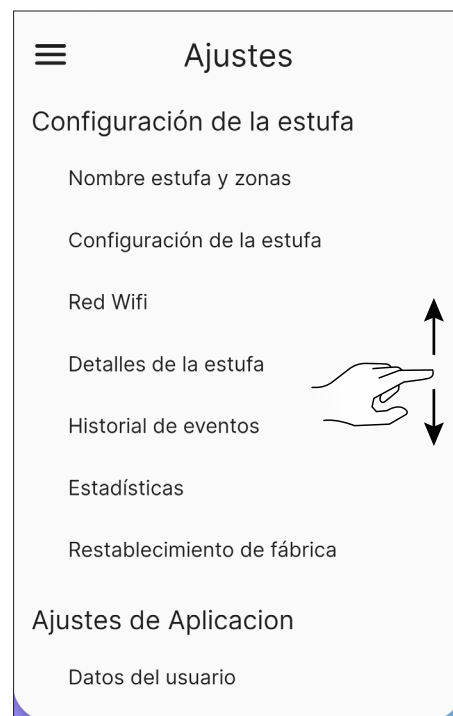 Ajustes
Configuración de la estufa
Nombre estufa y zonas
Configuración de la estufa
Red Wifi
Detalles de la estufa
Historial de eventos
Estadísticas
Restablecimiento de fábrica
Ajustes de Aplicacion
Datos del usuario